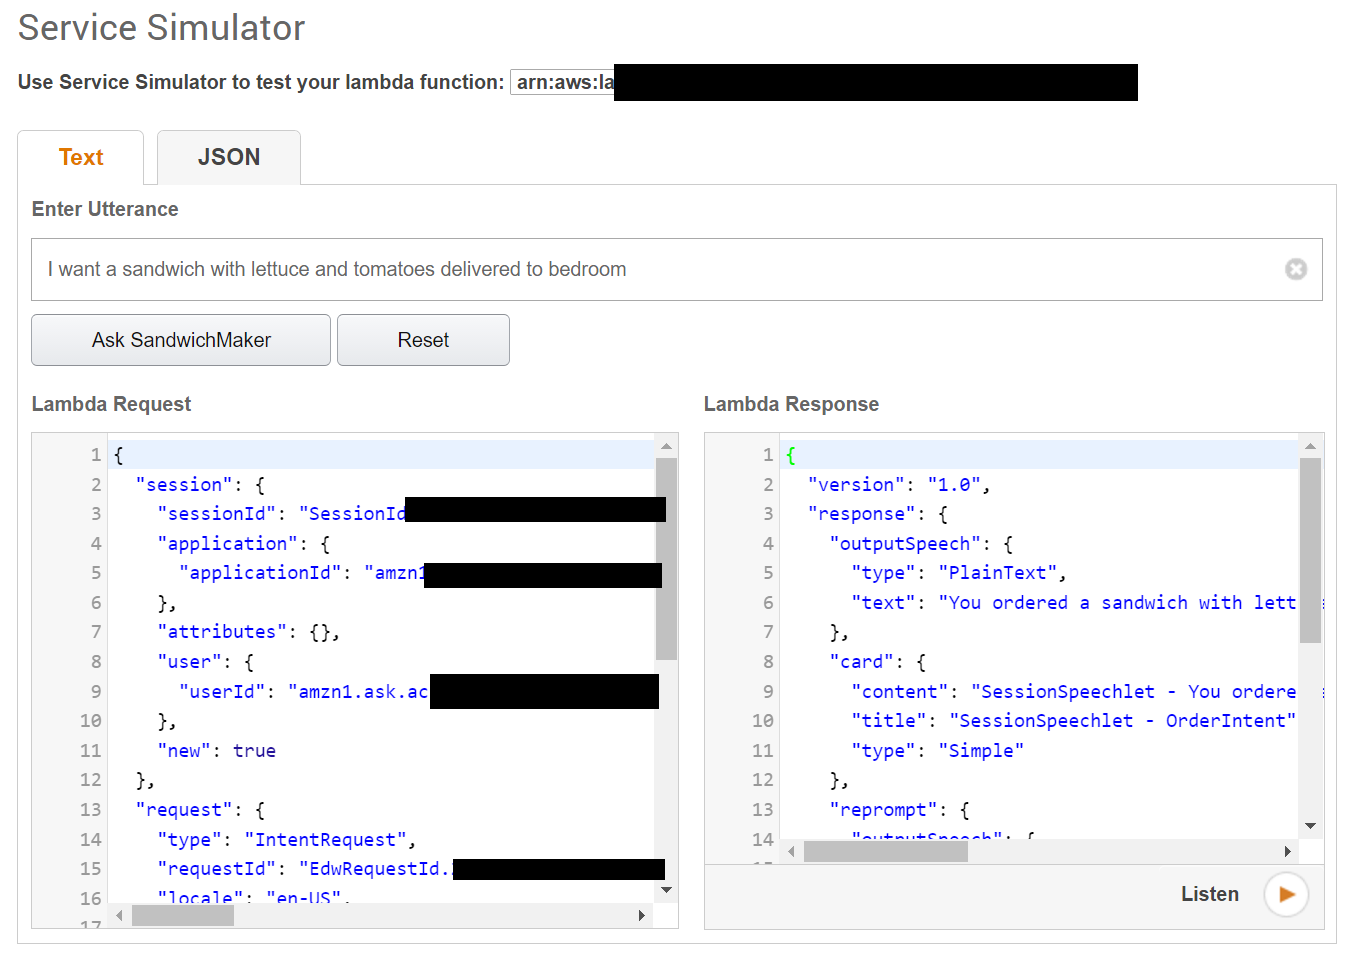 Service Simulator
Use Service Simulator to test your lambda function: arn:aws:la
Text JSON
Enter Utterance
I want a sandwich with lettuce and tomatoes delivered to bedroom
Ask SandwichMaker Reset
Lambda Request
1 {
2 "session": {
3 "sessionId": "SessionId
4 "application": {
5 "applicationId": "amzn1
6 },
7 "attributes": {},
8 "user": {
9 "userId": "amzn1.ask.ac
10 },
11 "new": true
12 },
13 "request": {
14 "type": "IntentRequest",
15 "requestId": "EdwRequestId.
16 "locale": "en-US",
17
Lambda Response
1 {
2 "version": "1.0",
3 "response": {
4 "outputSpeech": {
5 "type": "PlainText",
6 "text": "You ordered a sandwich with lett
7 },
8 "card": {
9 "content": "SessionSpeechlet - You ordere
10 "title": "SessionSpeechlet - OrderIntent"
11 "type": "Simple"
12 },
13 "reprompt": {
14 "outputSpeech": {
Listen